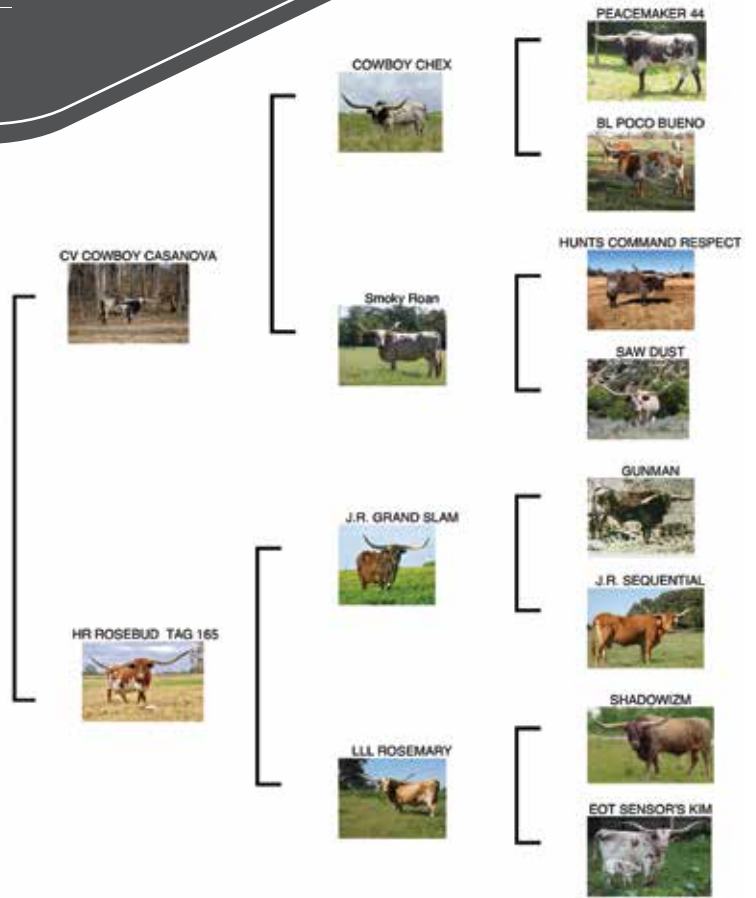 PEACEMAKER 44
COWBOY CHEX
BL POCO BUENO
CV COWBOY CASANOVA
HUNTS COMMAND RESPECT
Smoky Roan
SAW DUST
GUNMAN
J.R. GRAND SLAM
J.R. SEQUENTIAL
HR ROSEBUD TAG 165
SHADOWIZM
LLL ROSEMARY
EOT SENSOR'S KIM